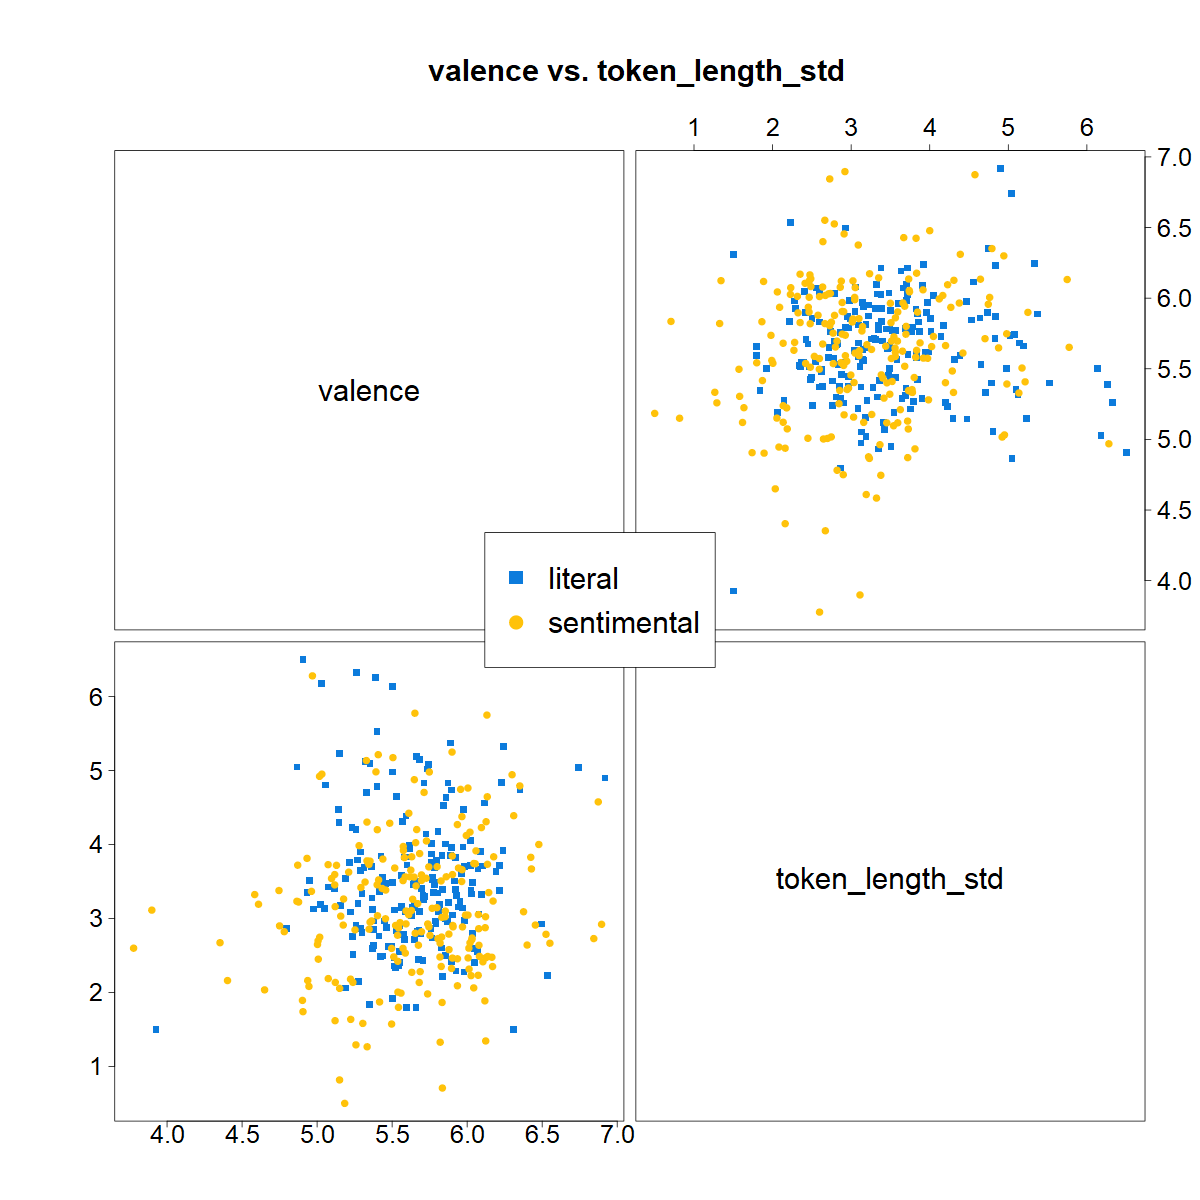 valence vs. token_length_std
1 2 3 4 5 6
valence
7.0
6.5
6.0
5.5
5.0
4.5
4.0
literal
sentimental
6
5
4
3
2
1
token_length_std
4.0 4.5 5.0 5.5 6.0 6.5 7.0